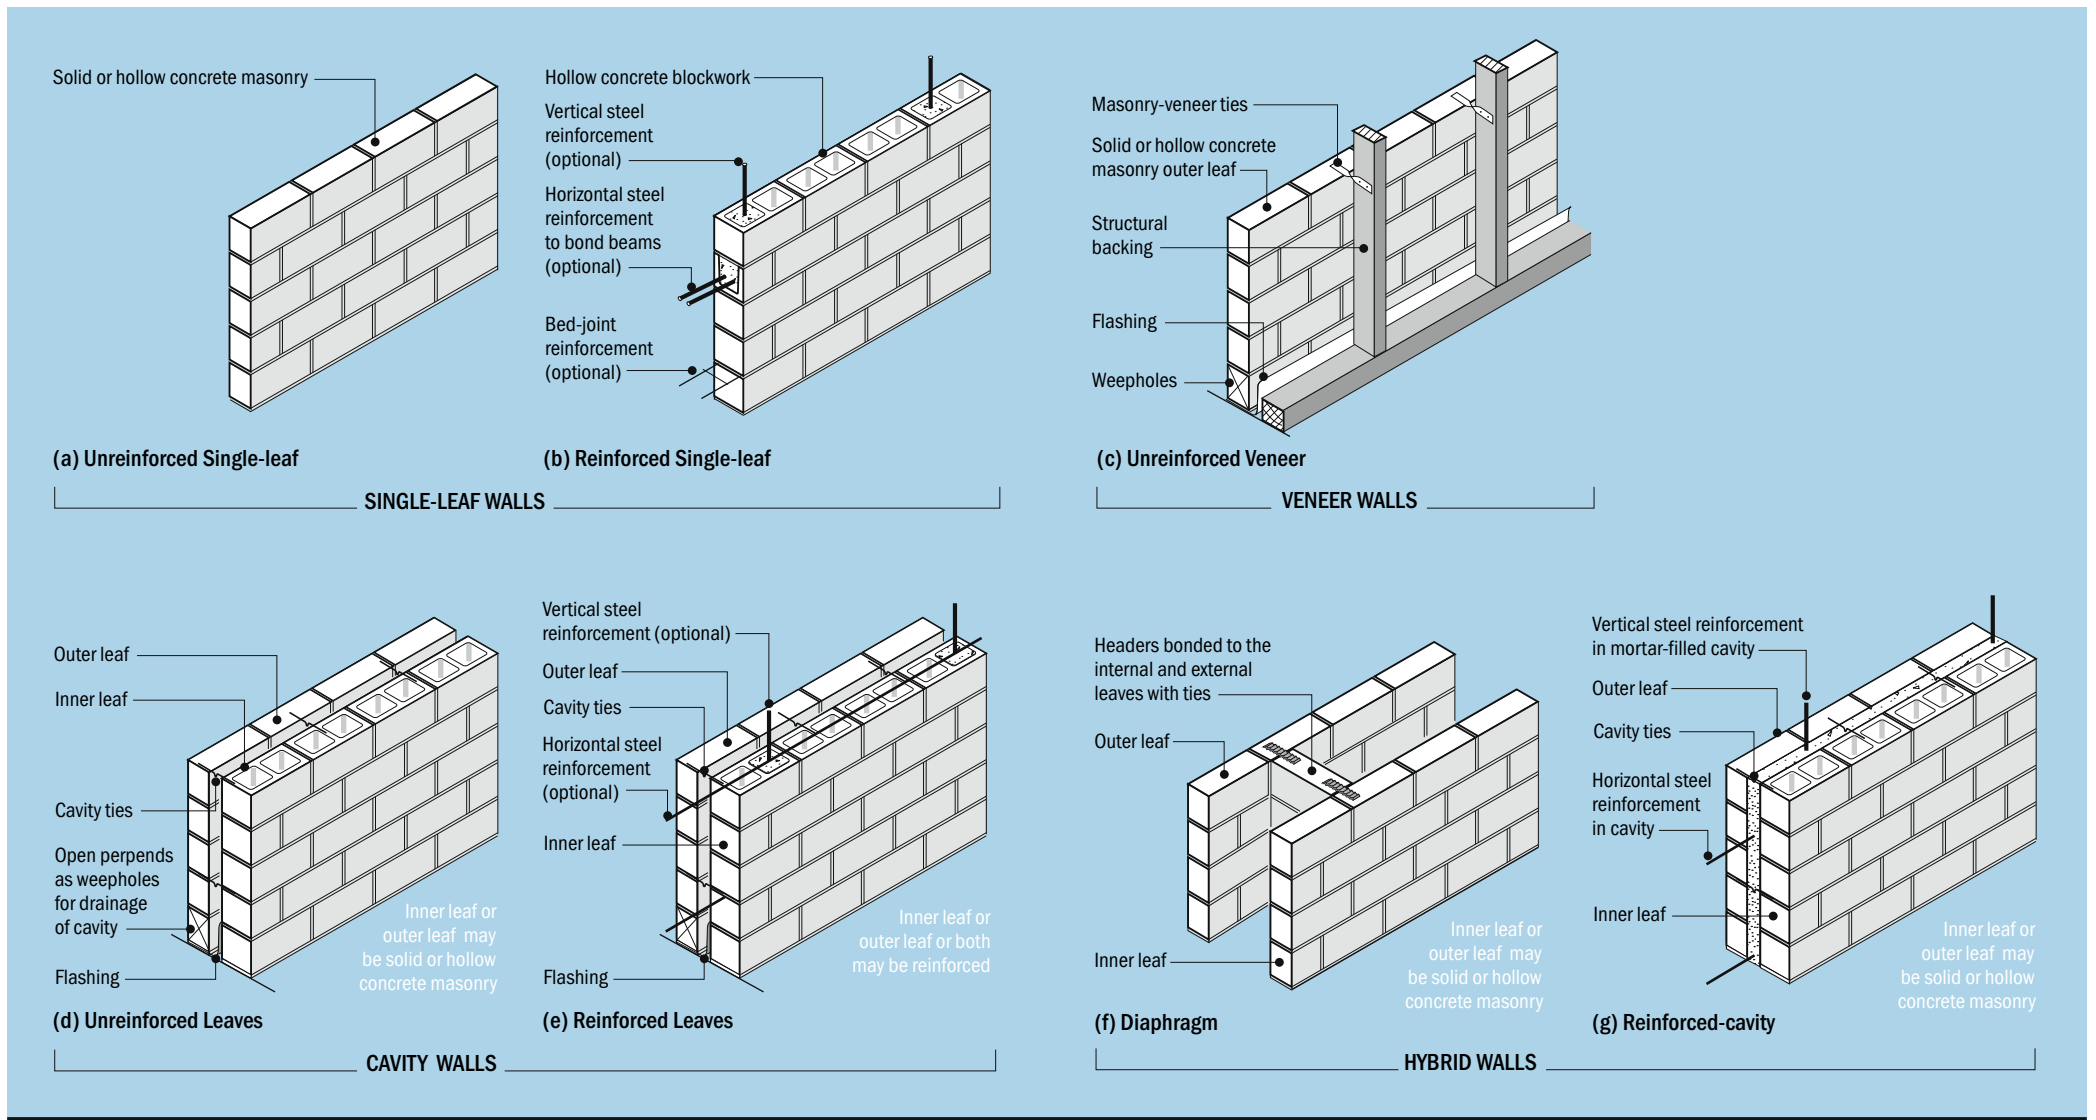 Solid or hollow concrete masonry
(a) Unreinforced Single-leaf
Hollow concrete blockwork
Vertical steel
reinforcement
(optional)
Horizontal steel
reinforcement
to bond beams
(optional)
Bed-joint
reinforcement
(optional)
(b) Reinforced Single-leaf
SINGLE-LEAF WALLS
Masonry-veneer ties
Solid or hollow concrete
masonry outer leaf
Structural
backing
Flashing
Weepholes
(c) Unreinforced Veneer
VENEER WALLS
Outer leaf
Inner leaf
Cavity ties
Open perpends
as weepholes
for drainage
of cavity
Flashing
Inner leaf or
outer leaf may
be solid or hollow
concrete masonry
(d) Unreinforced Leaves
Vertical steel
reinforcement (optional)
Outer leaf
Cavity ties
Horizontal steel
reinforcement
(optional)
Inner leaf
Flashing
Inner leaf or
outer leaf or both
may be reinforced
(e) Reinforced Leaves
CAVITY WALLS
Headers bonded to the
internal and external
leaves with ties
Outer leaf
Inner leaf
Inner leaf or
outer leaf may
be solid or hollow
concrete masonry
(f) Diaphragm
Vertical steel reinforcement
in mortar-filled cavity
Outer leaf
Cavity ties
Horizontal steel
reinforcement
in cavity
Inner leaf
Inner leaf or
outer leaf may
be solid or hollow
concrete masonry
(g) Reinforced-cavity
HYBRID WALLS